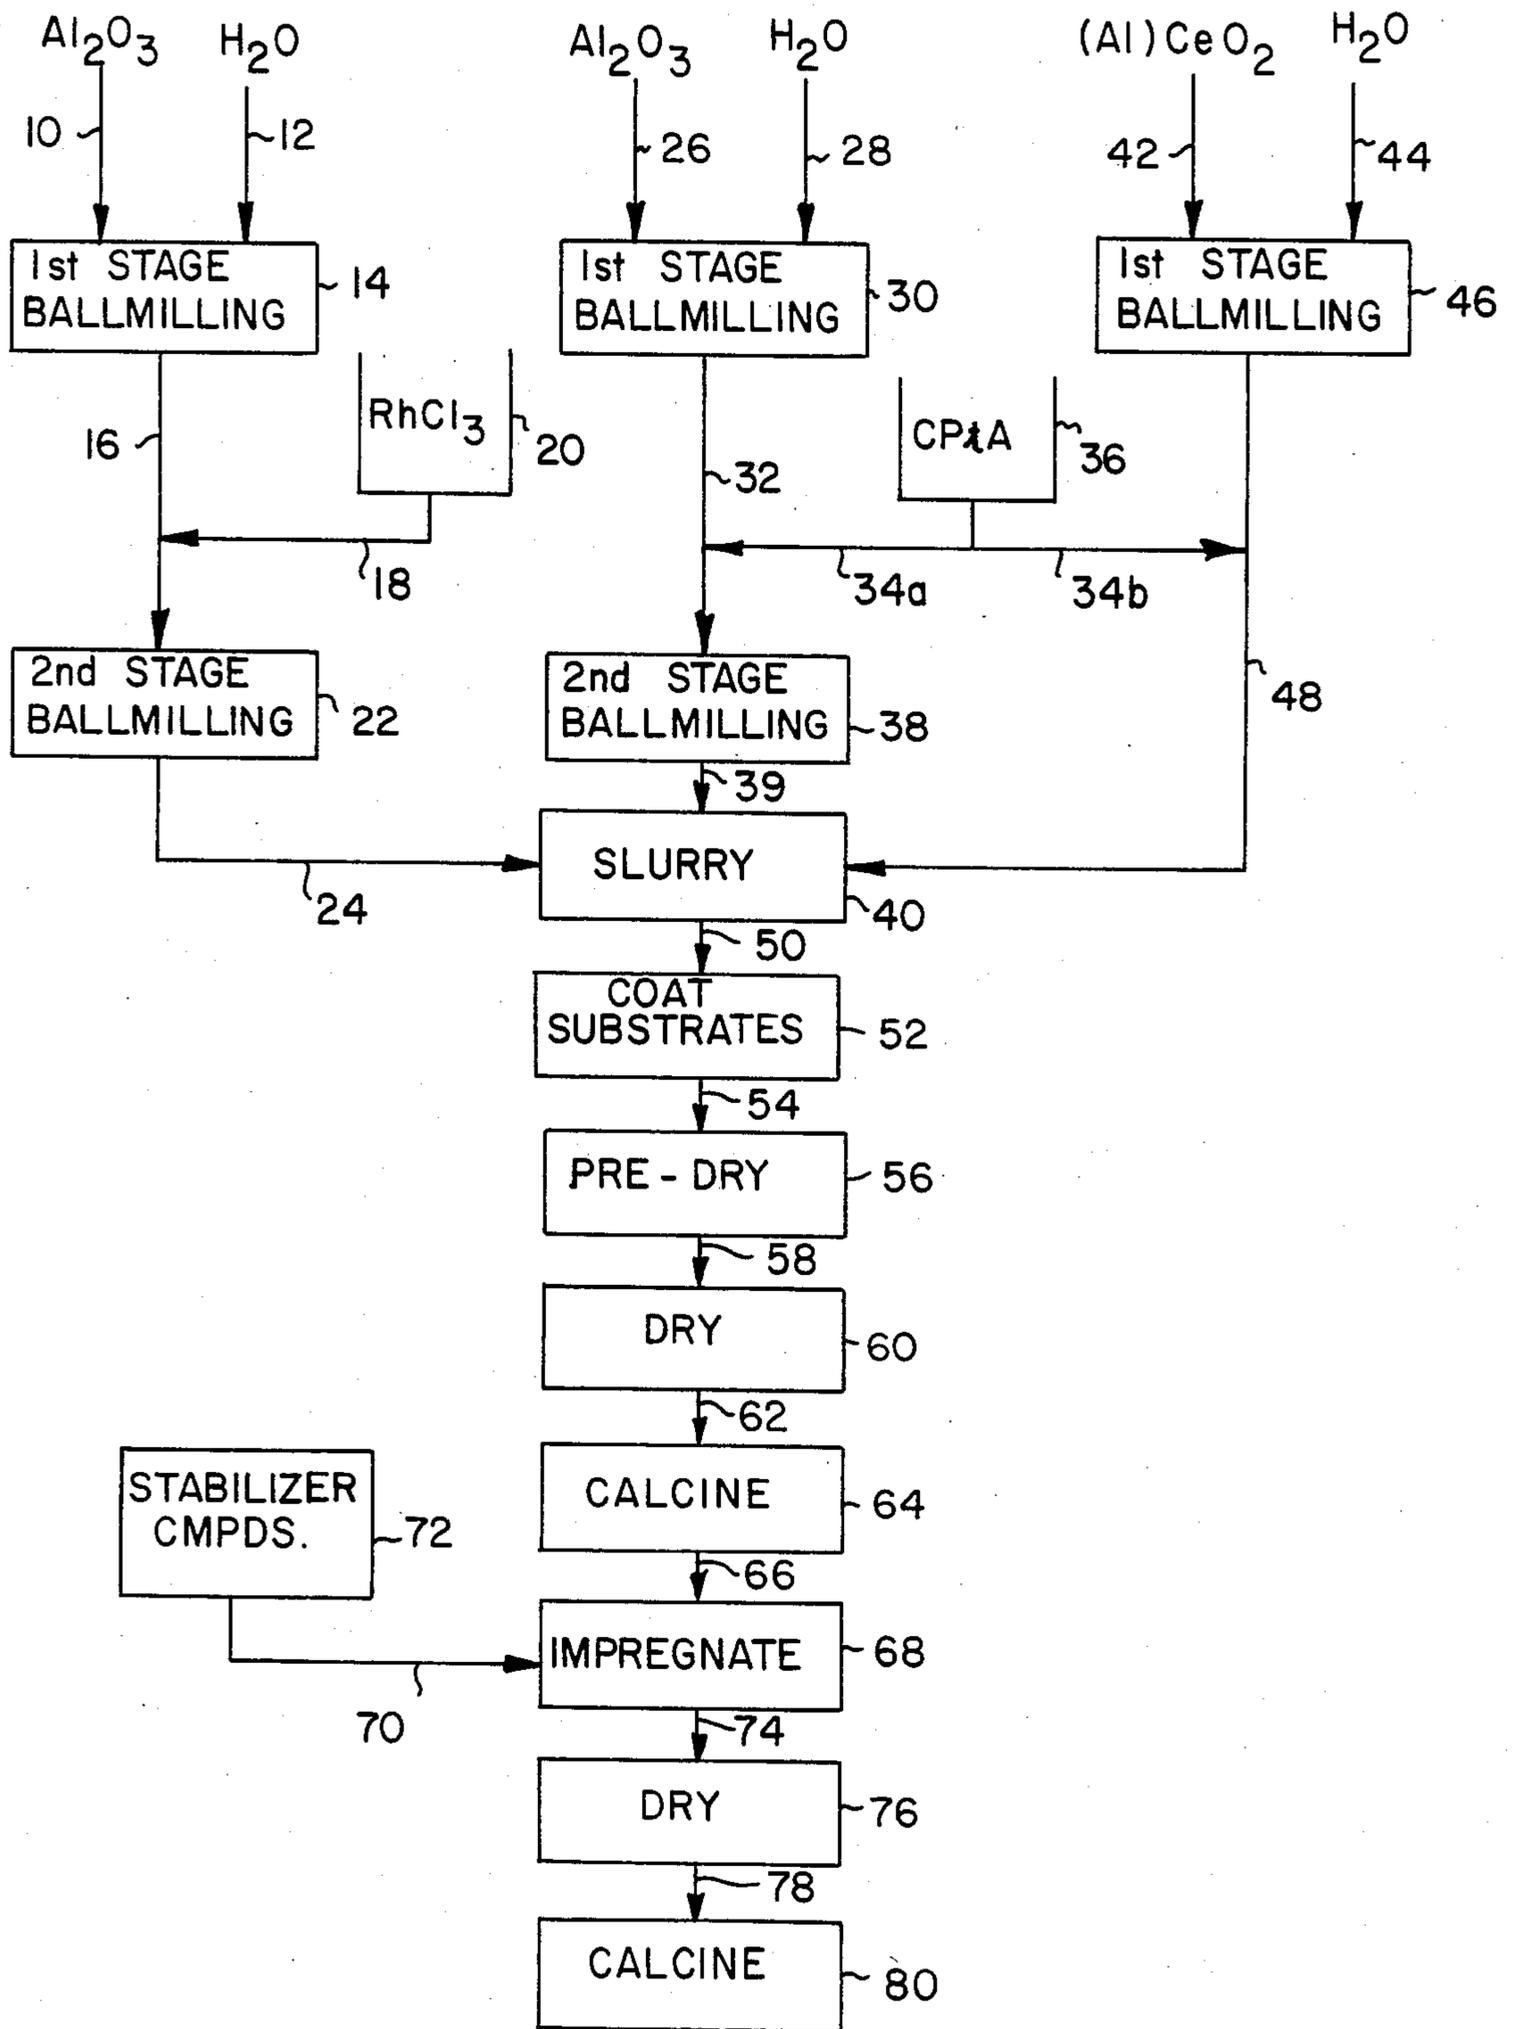 Al2O3
H2O
Al2O3
H2O
(Al)CeO2
H2O
10
12
26
28
42
44
1st STAGE
BALLMILLING
14
1st STAGE
BALLMILLING
30
1st STAGE
BALLMILLING
46
16
RhCl3
20
32
CPtA
36
18
34a
34b
2nd STAGE
BALLMILLING
22
2nd STAGE
BALLMILLING
38
48
39
SLURRY
24
40
50
COAT
SUBSTRATES
52
54
PRE-DRY
56
58
DRY
60
62
STABILIZER
CMPDS.
72
CALCINE
64
66
IMPREGNATE
68
70
74
DRY
76
78
CALCINE
80